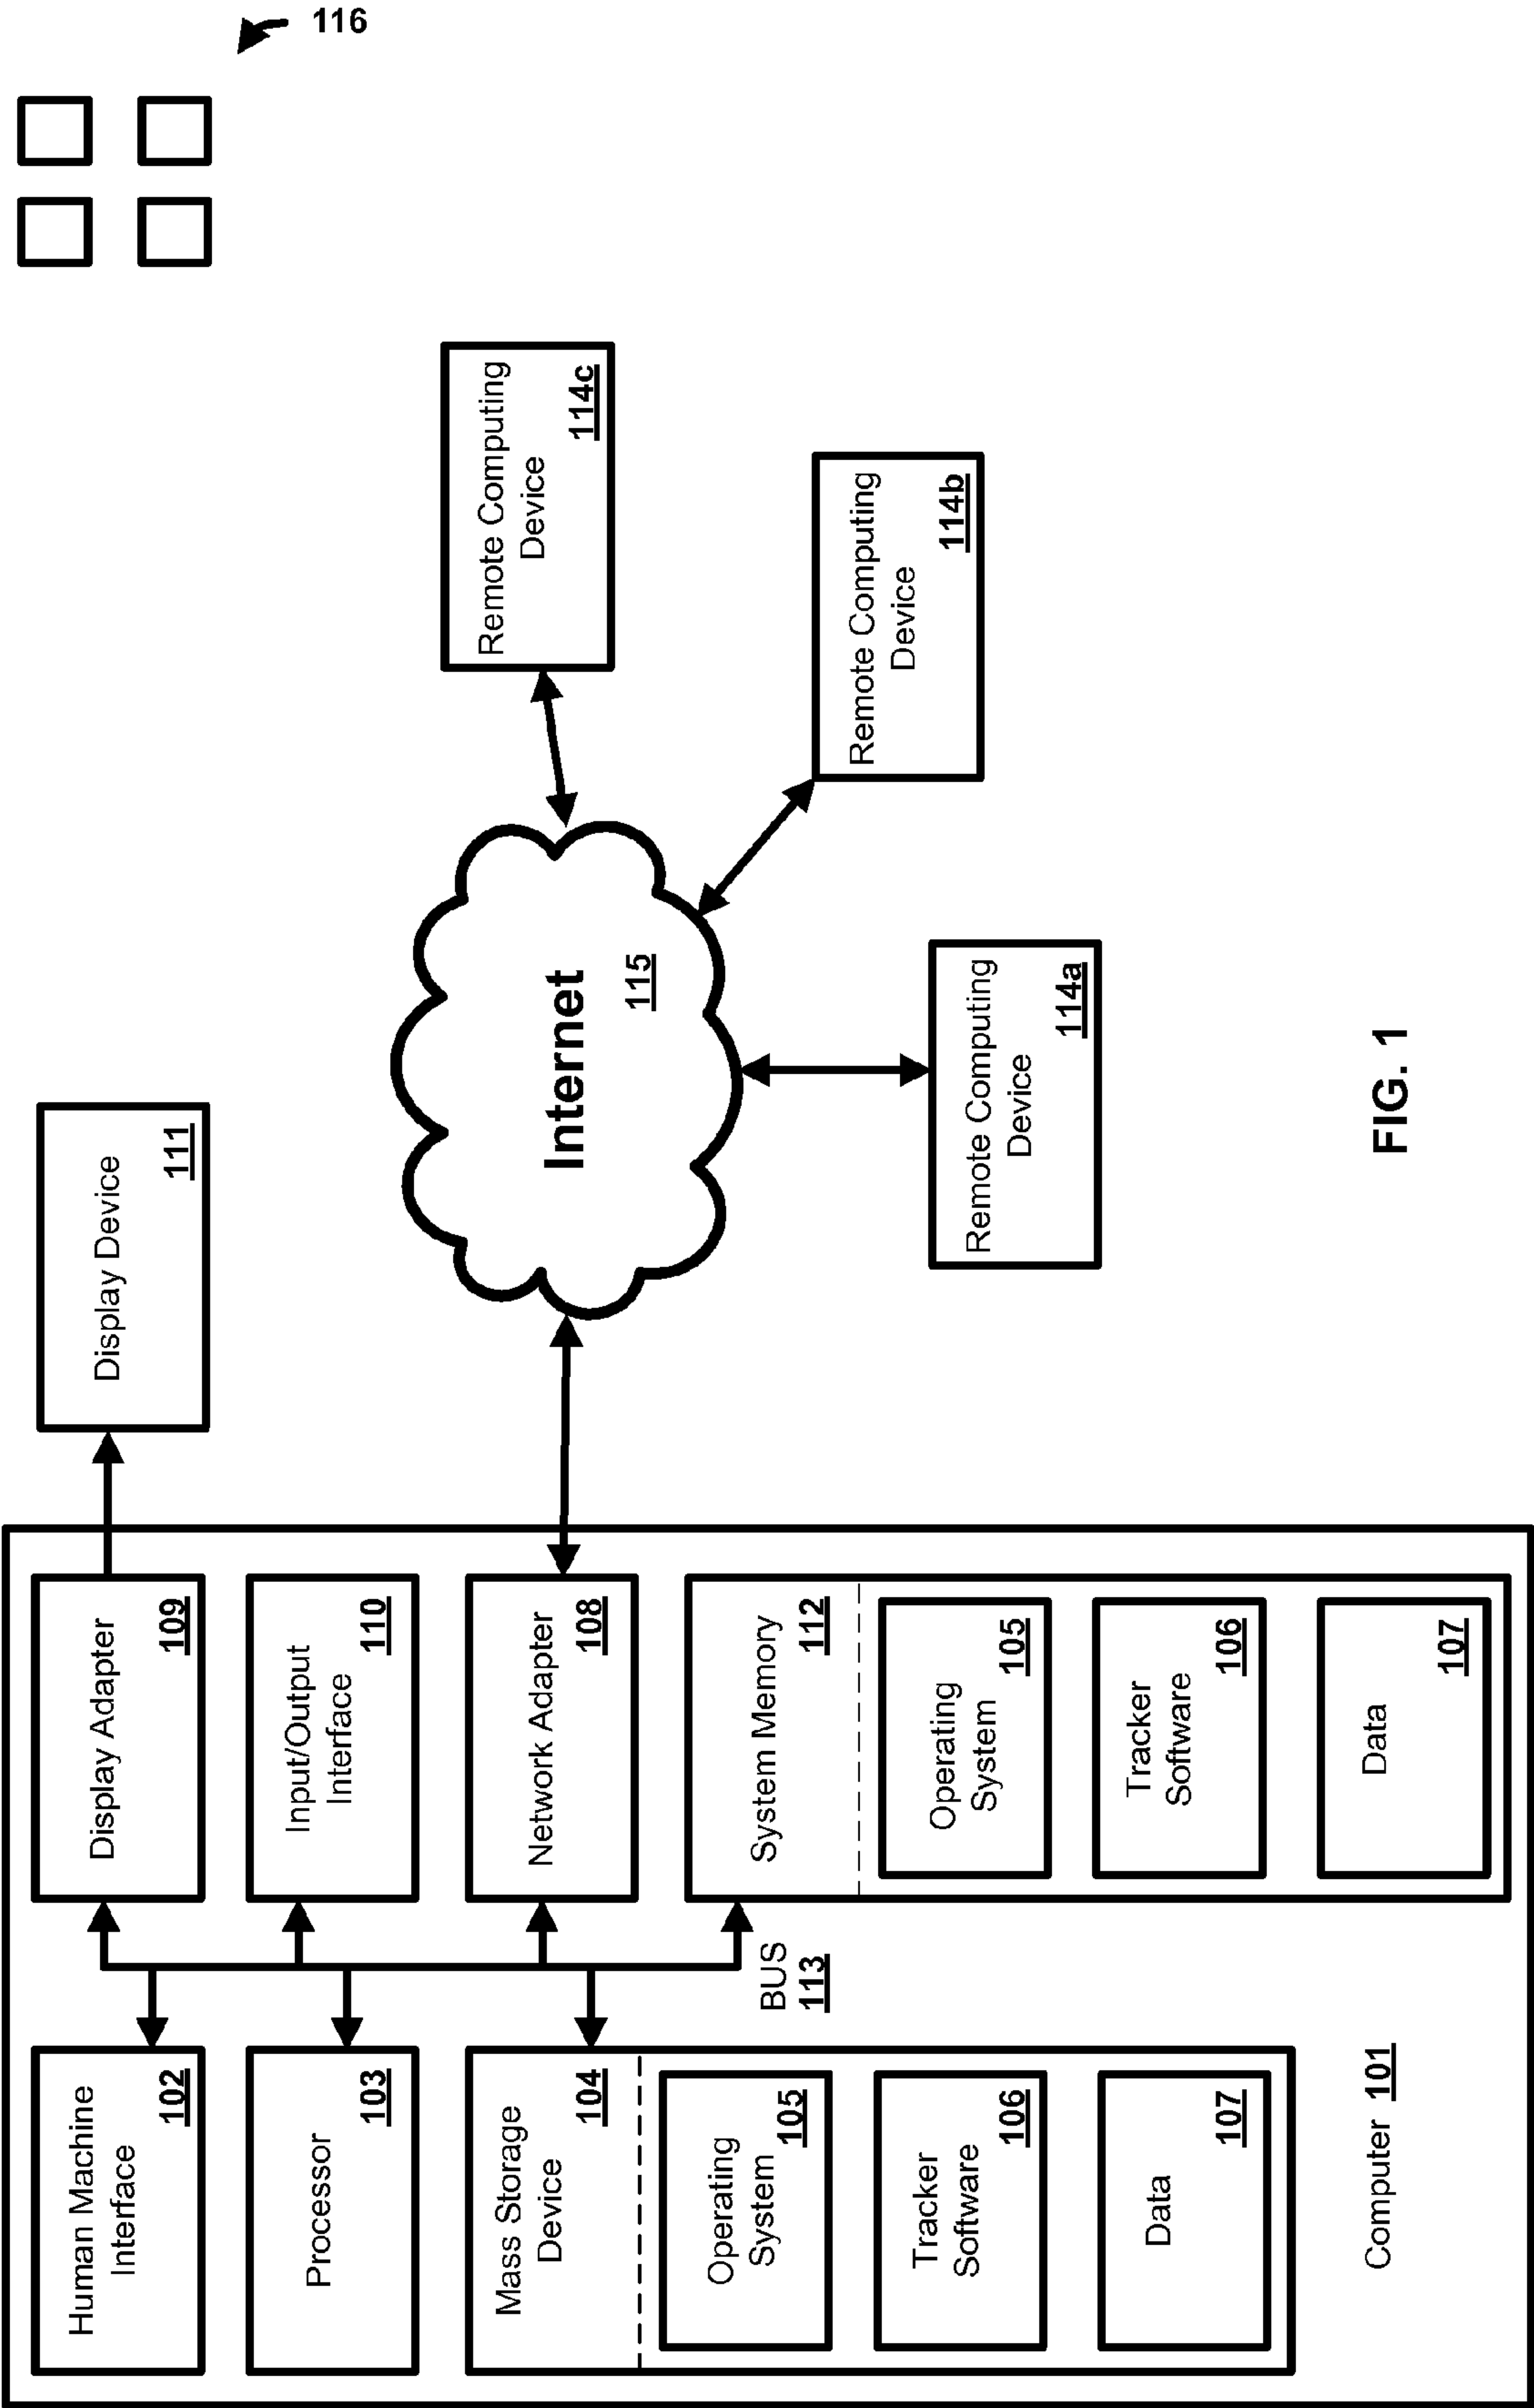 Human Machine
Interface
102
Processor
103
Mass Storage
Device
104
Operating
System
105
Tracker
Software
106
Data
107
Computer 101
BUS
113
Display Adapter
109
Input/Output
Interface
110
Network Adapter
108
System Memory
112
Operating
System
105
Tracker
Software
106
Data
107
Display Device
111
Internet
115
Remote Computing
Device
114a
Remote Computing
Device
114b
Remote Computing
Device
114c
116
FIG. 1